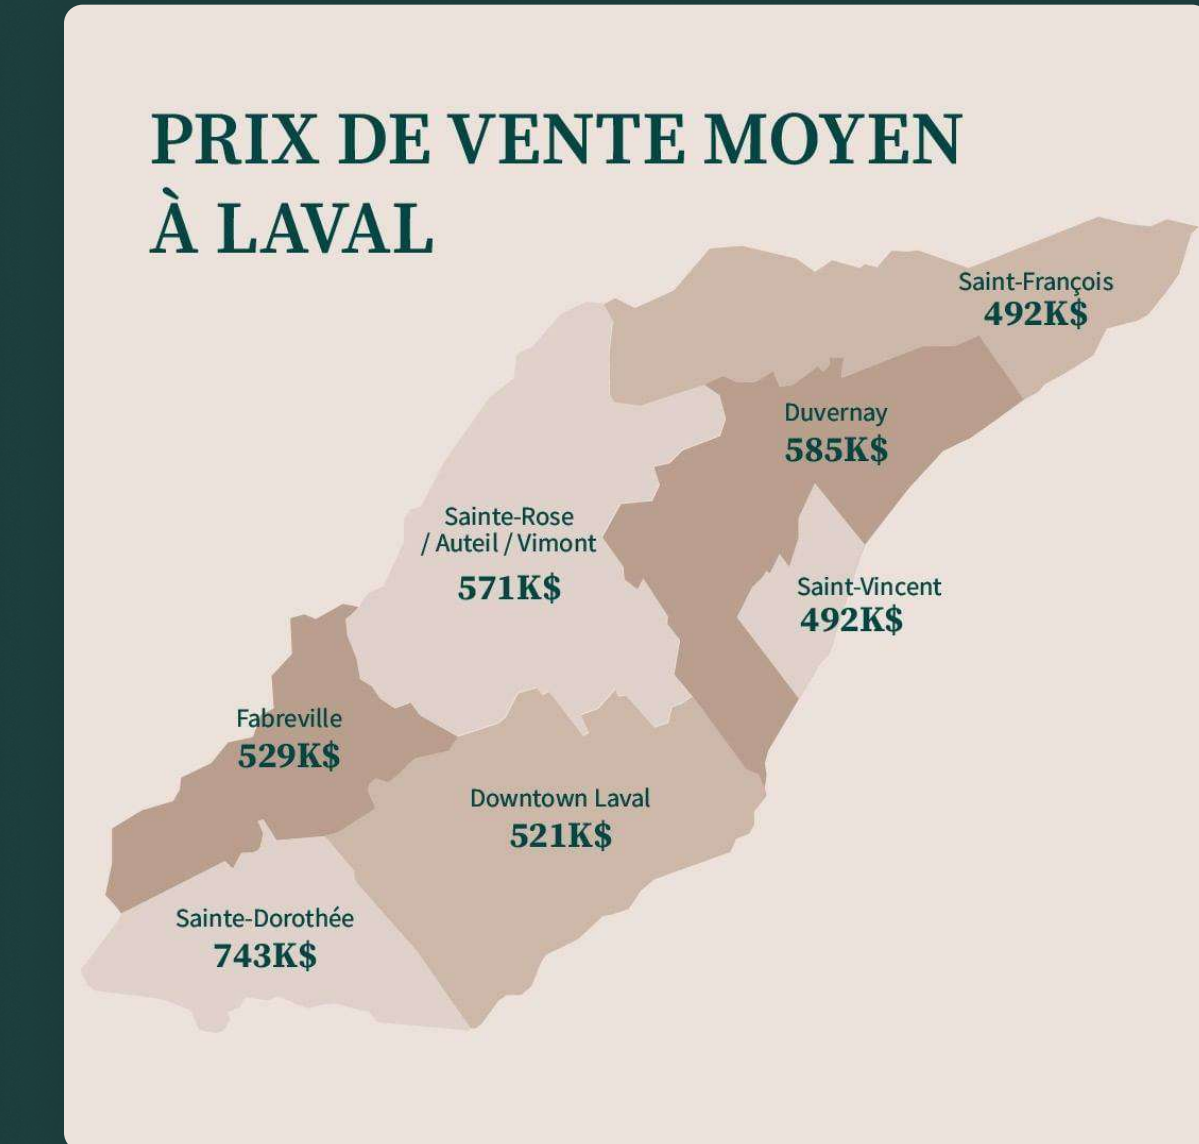 PRIX DE VENTE MOYEN
À LAVAL
Saint-François
492K$
Duvernay
585K$
Sainte-Rose
/ Auteil / Vimont
571K$
Saint-Vincent
492K$
Fabreville
529K$
Downtown Laval
521K$
Sainte-Dorothée
743K$